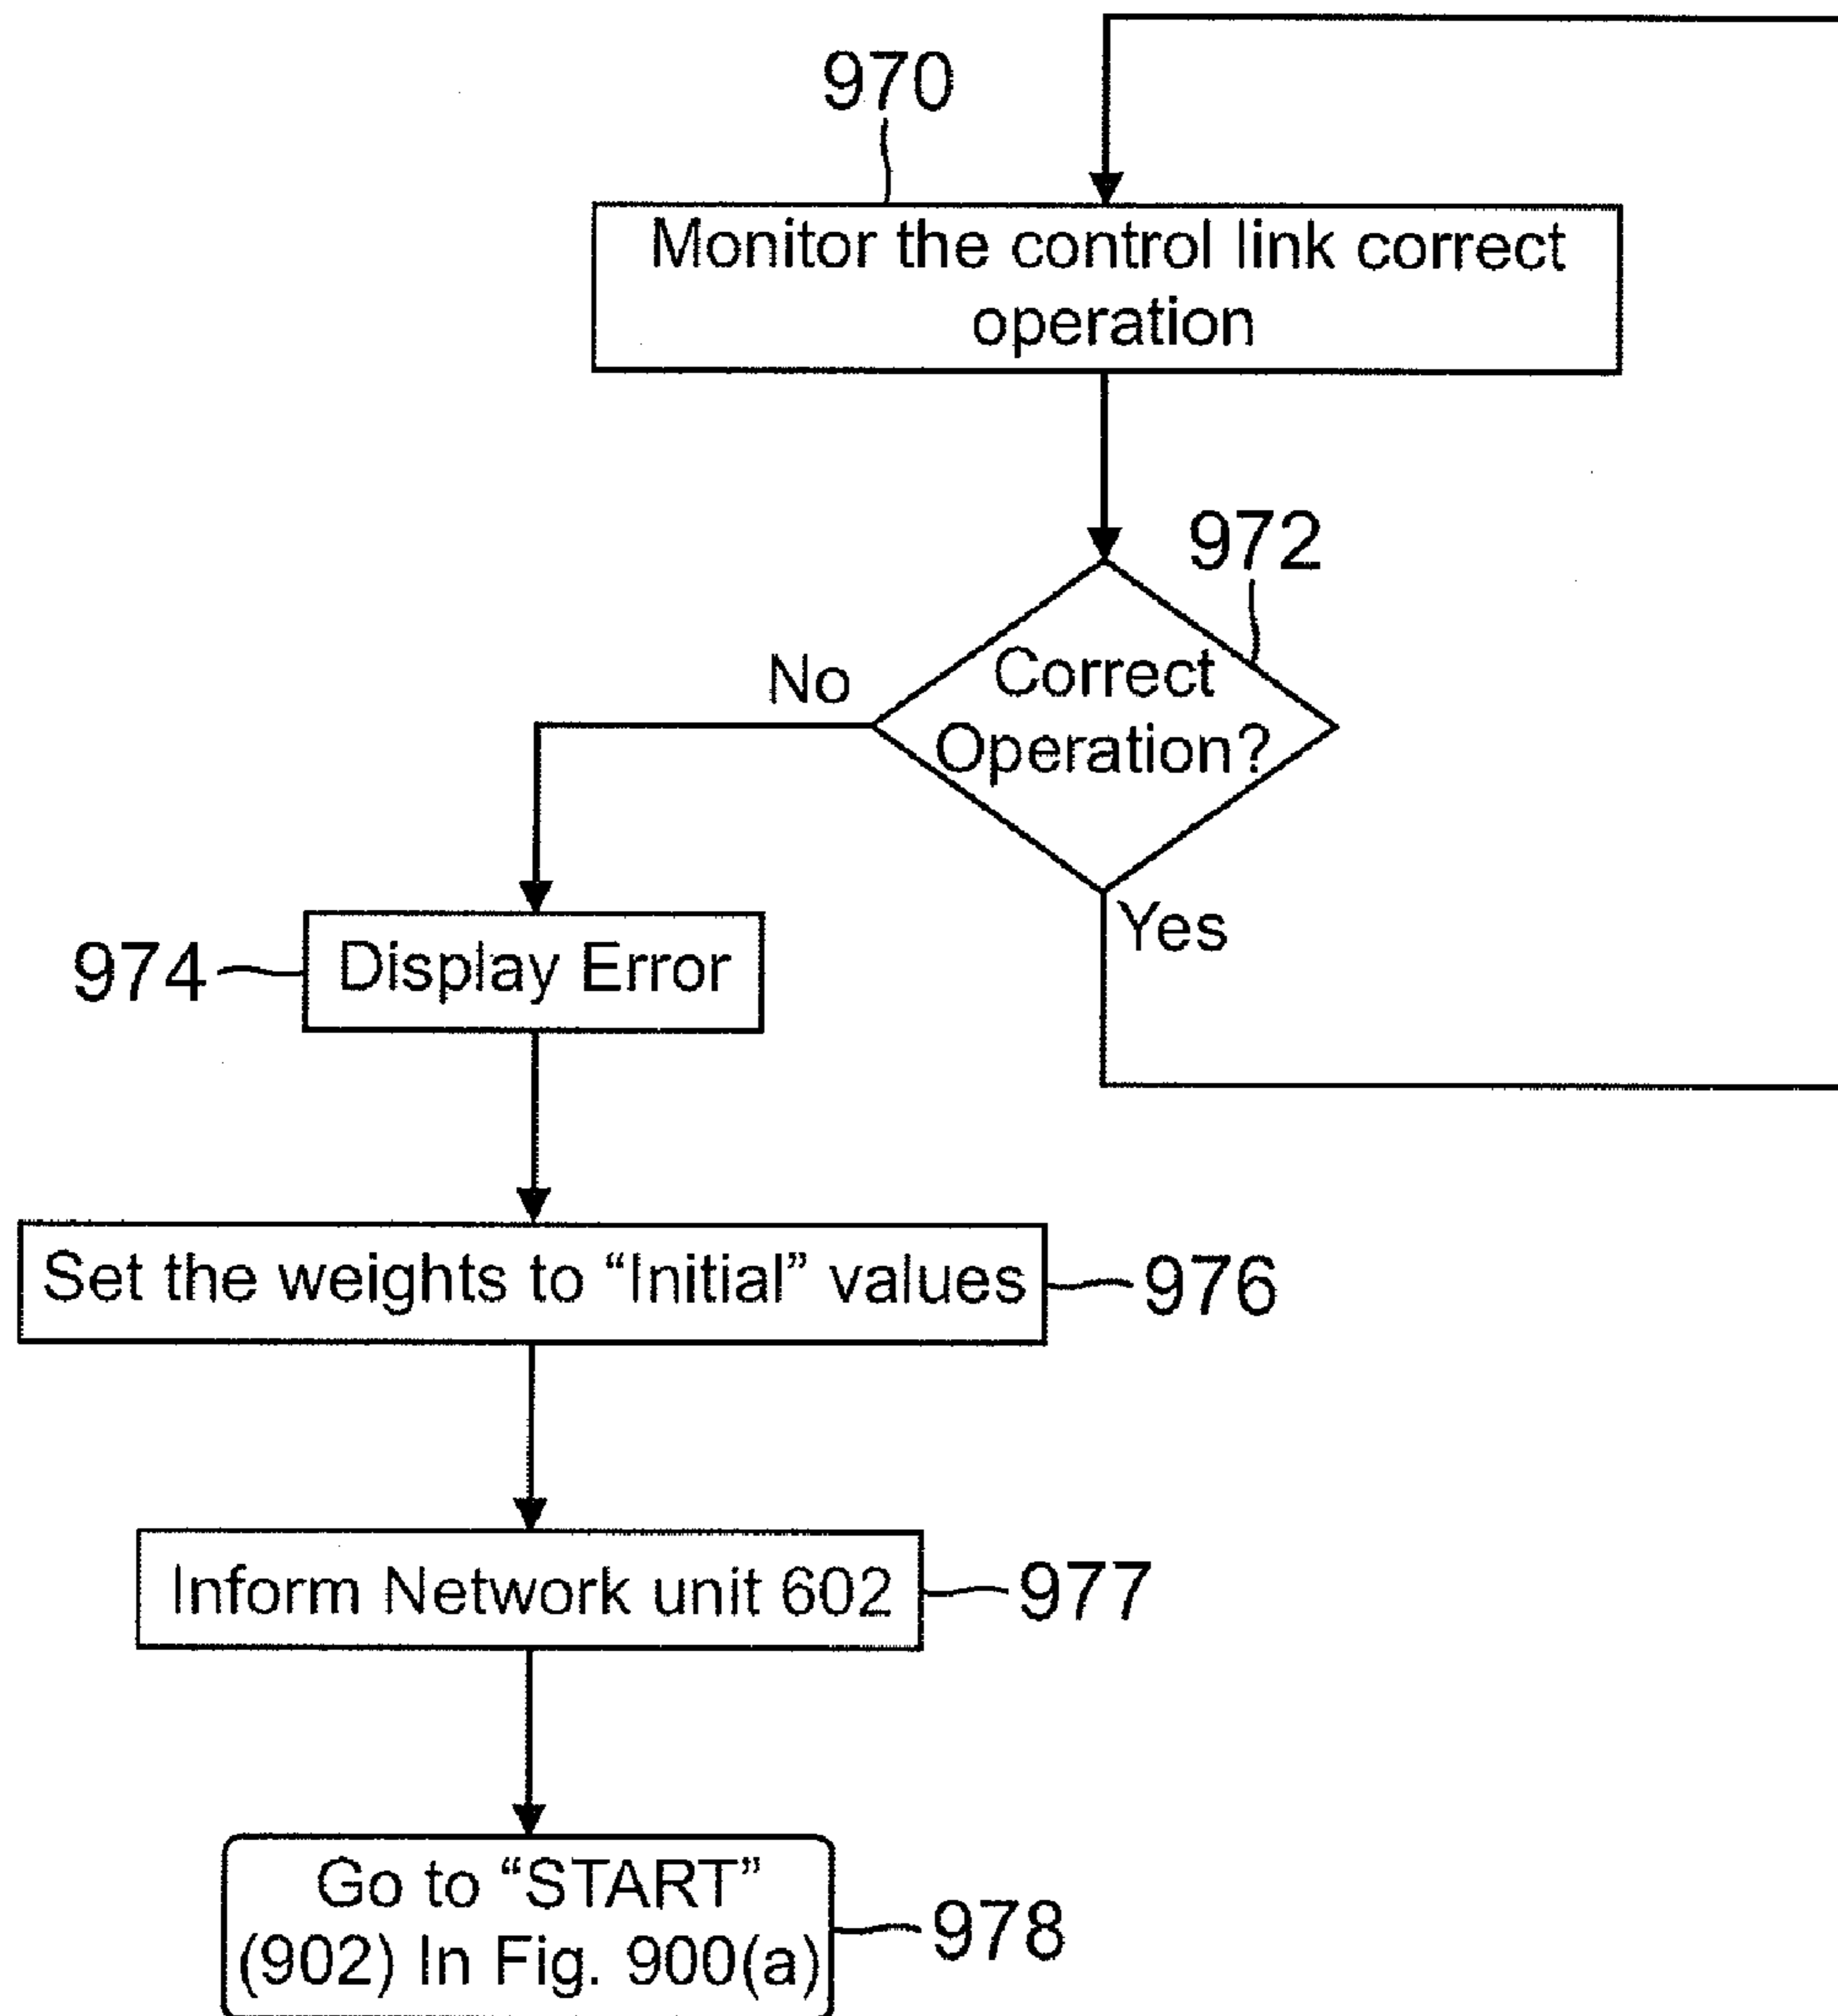 970
Monitor the control link correct
operation
972
Correct
Operation?
No
Yes
974
Display Error
Set the weights to “Initial” values
976
Inform Network unit 602
977
Go to “START”
(902) In Fig. 900(a)
978